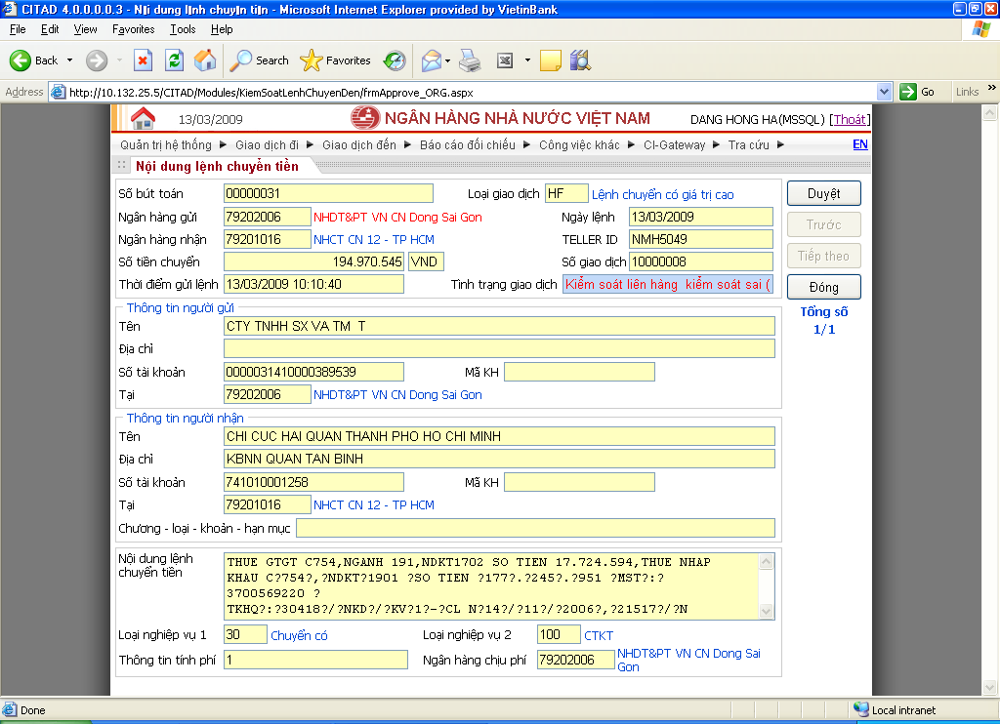 CITAD 4.0.0.0.0.3 - Nội dung lệnh chuyển tiền - Microsoft Internet Explorer provided by VietinBank
File Edit View Favorites Tools Help
Back Search Favorites
Address http://10.132.25.5/CITAD/Modules/KiemSoatLenhChuyenDen/frmApprove_ORG.aspx Go Links »
13/03/2009 NGÂN HÀNG NHÀ NƯỚC VIỆT NAM DANG HONG HA(MSSQL) [Thoát]
Quản trị hệ thống Giao dịch đi Giao dịch đến Báo cáo đối chiếu Công việc khác CI-Gateway Tra cứu EN
Nội dung lệnh chuyển tiền
Số bút toán 00000031 Loại giao dịch HF Lệnh chuyển có giá trị cao Duyệt
Ngân hàng gửi 79202006 NHDT&PT VN CN Dong Sai Gon Ngày lệnh 13/03/2009 Trước
Ngân hàng nhận 79201016 NHCT CN 12 - TP HCM TELLER ID NMH5049
Số tiền chuyển 194.970.545 VND Số giao dịch 10000008 Tiếp theo
Thời điểm gửi lệnh 13/03/2009 10:10:40 Tình trạng giao dịch Kiểm soát liên hàng kiểm soát sai ( Đóng
Tổng số
1/1
Thông tin người gửi
Tên CTY TNHH SX VA TM T
Địa chỉ
Số tài khoản 0000031410000389539 Mã KH
Tại 79202006 NHDT&PT VN CN Dong Sai Gon
Thông tin người nhận
Tên CHI CUC HAI QUAN THANH PHO HO CHI MINH
Địa chỉ KBNN QUAN TAN BINH
Số tài khoản 741010001258 Mã KH
Tại 79201016 NHCT CN 12 - TP HCM
Chương - loại - khoản - hạn mục
Nội dung lệnh chuyển tiền
THUE GTGT C754,NGANH 191,NDKT1702 SO TIEN 17.724.594,THUE NHAP
KHAU C?754?,?NDKT?1901 ?SO TIEN ?177?.?245?.?951 ?MST?:?
3700569220 ?
TKHQ?:?30418?/?NKD?/?KV?1?-?CL N?14?/?11?/?2006?,?21517?/?N
Loại nghiệp vụ 1 30 Chuyển có Loại nghiệp vụ 2 100 CTKT
Thông tin tính phí 1 Ngân hàng chịu phí 79202006 NHDT&PT VN CN Dong Sai Gon
Done Local intranet